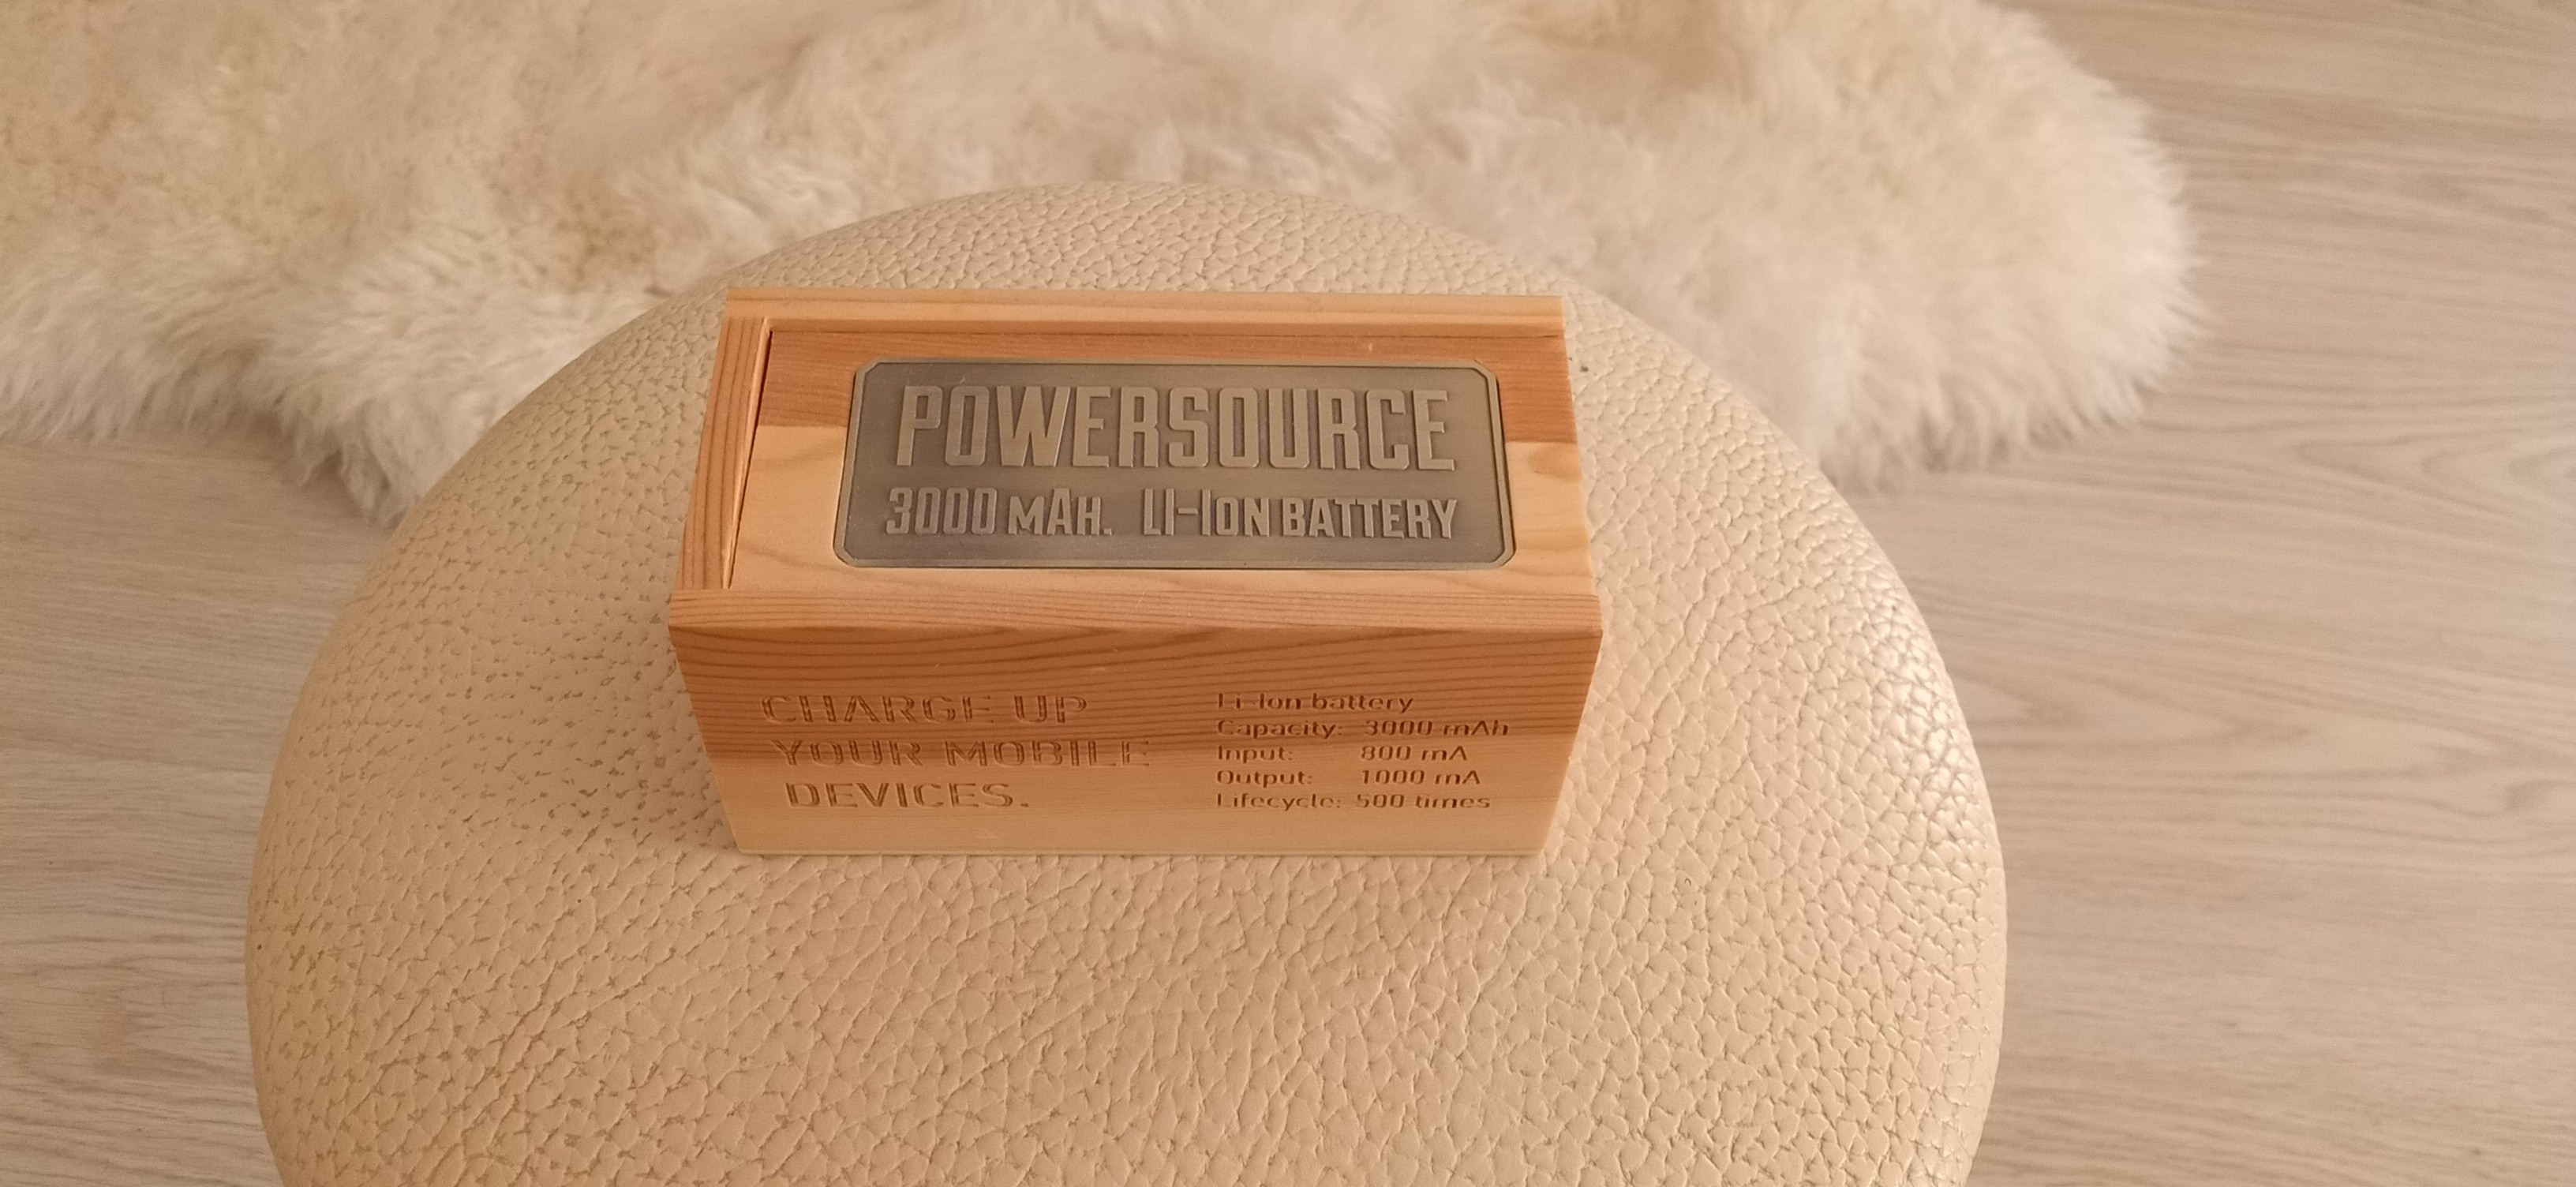 POWERSOURCE
3000 MAH. LI-ION BATTERY
CHARGE UP
YOUR MOBILE
DEVICES.
Li-Ion battery
Capacity: 3000 mAh
Input: 800 mA
Output: 1000 mA
Lifecycle: 500 times